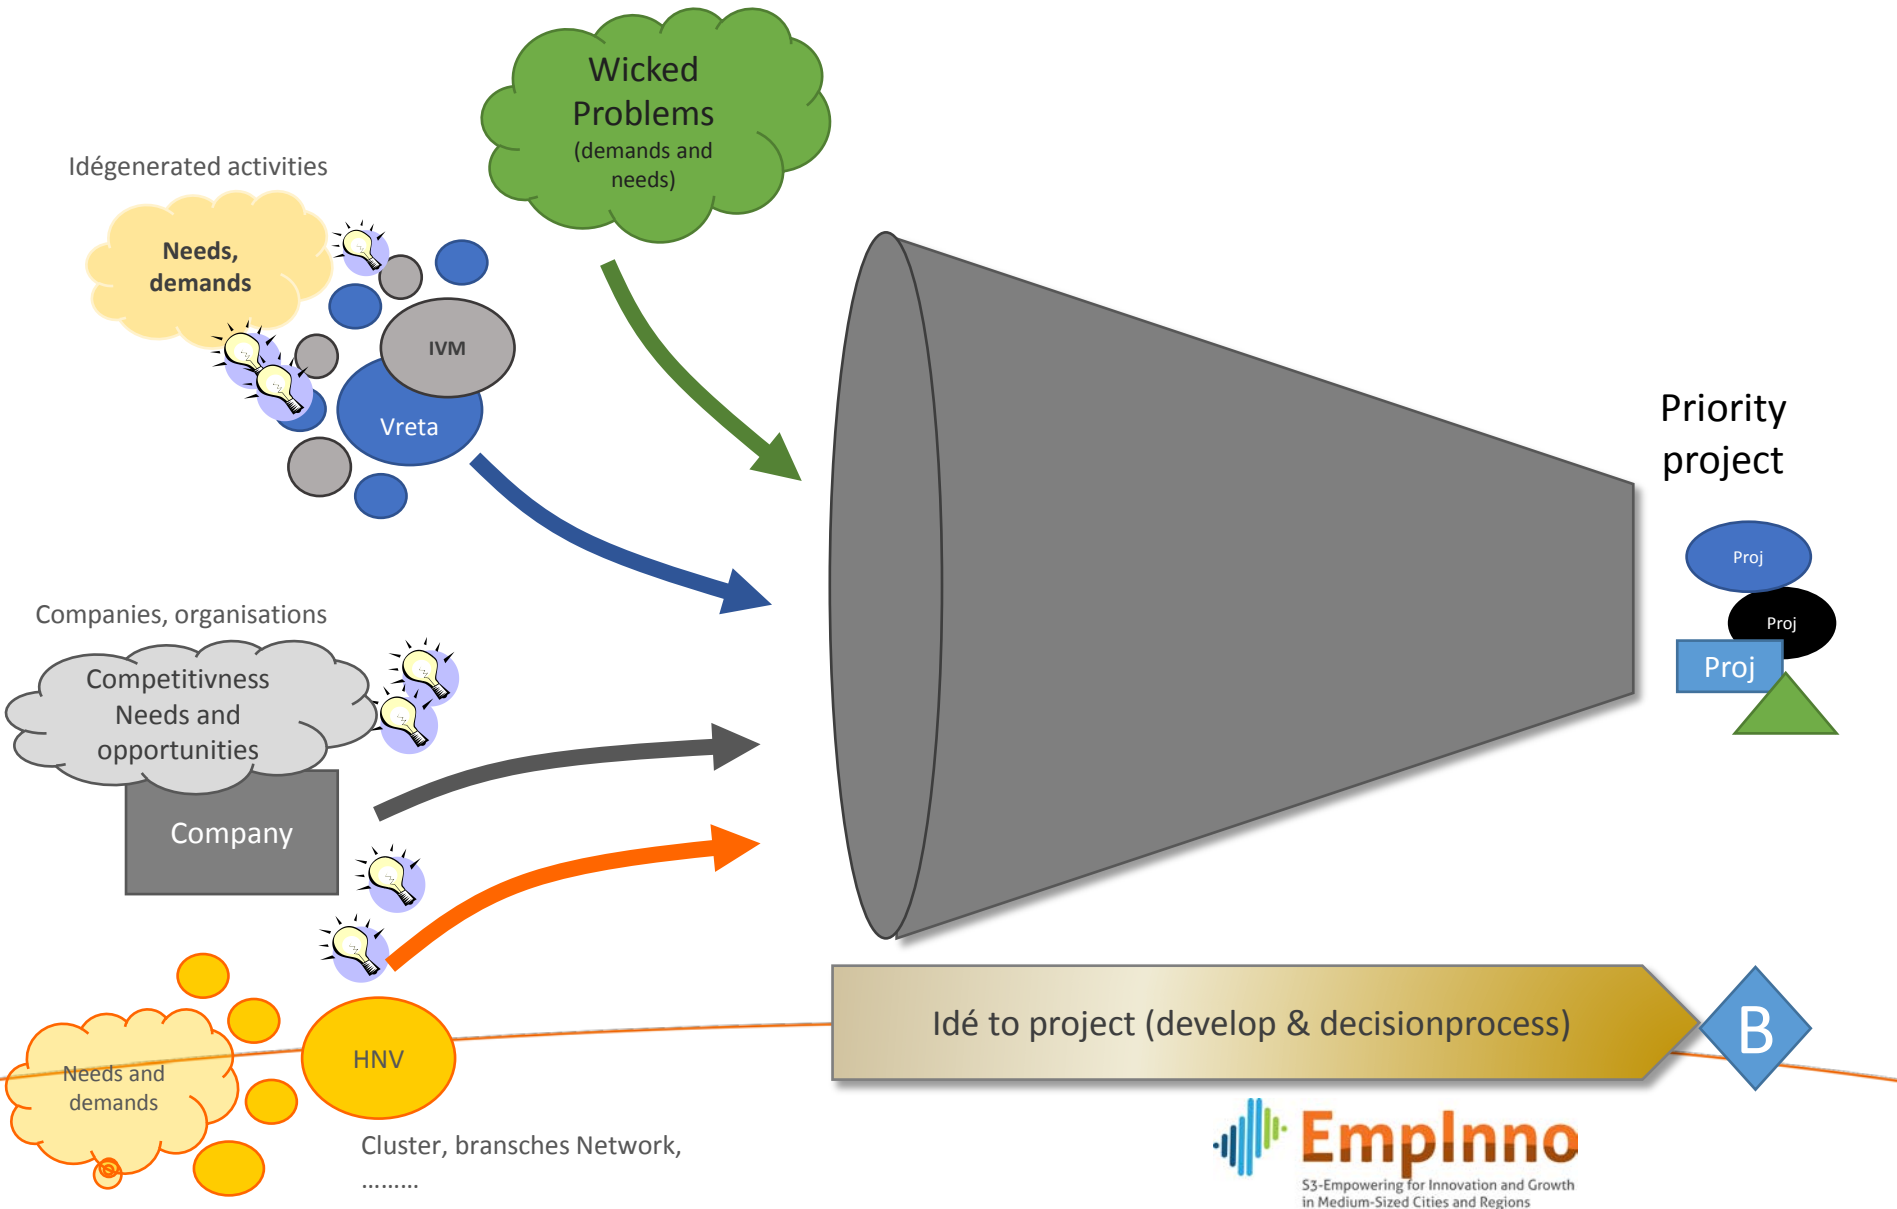 Wicked
Problems
(demands and
needs)
Idégenerated activities
Needs,
demands
IVM
Vreta
Priority
project
Proj
Proj
Proj
Companies, organisations
Competitivness
Needs and
opportunities
Company
HNV
Needs and
demands
Cluster, bransches Network,
.........
Idé to project (develop & decisionprocess)
B
EmpInno
S3-Empowering for Innovation and Growth
in Medium-Sized Cities and Regions